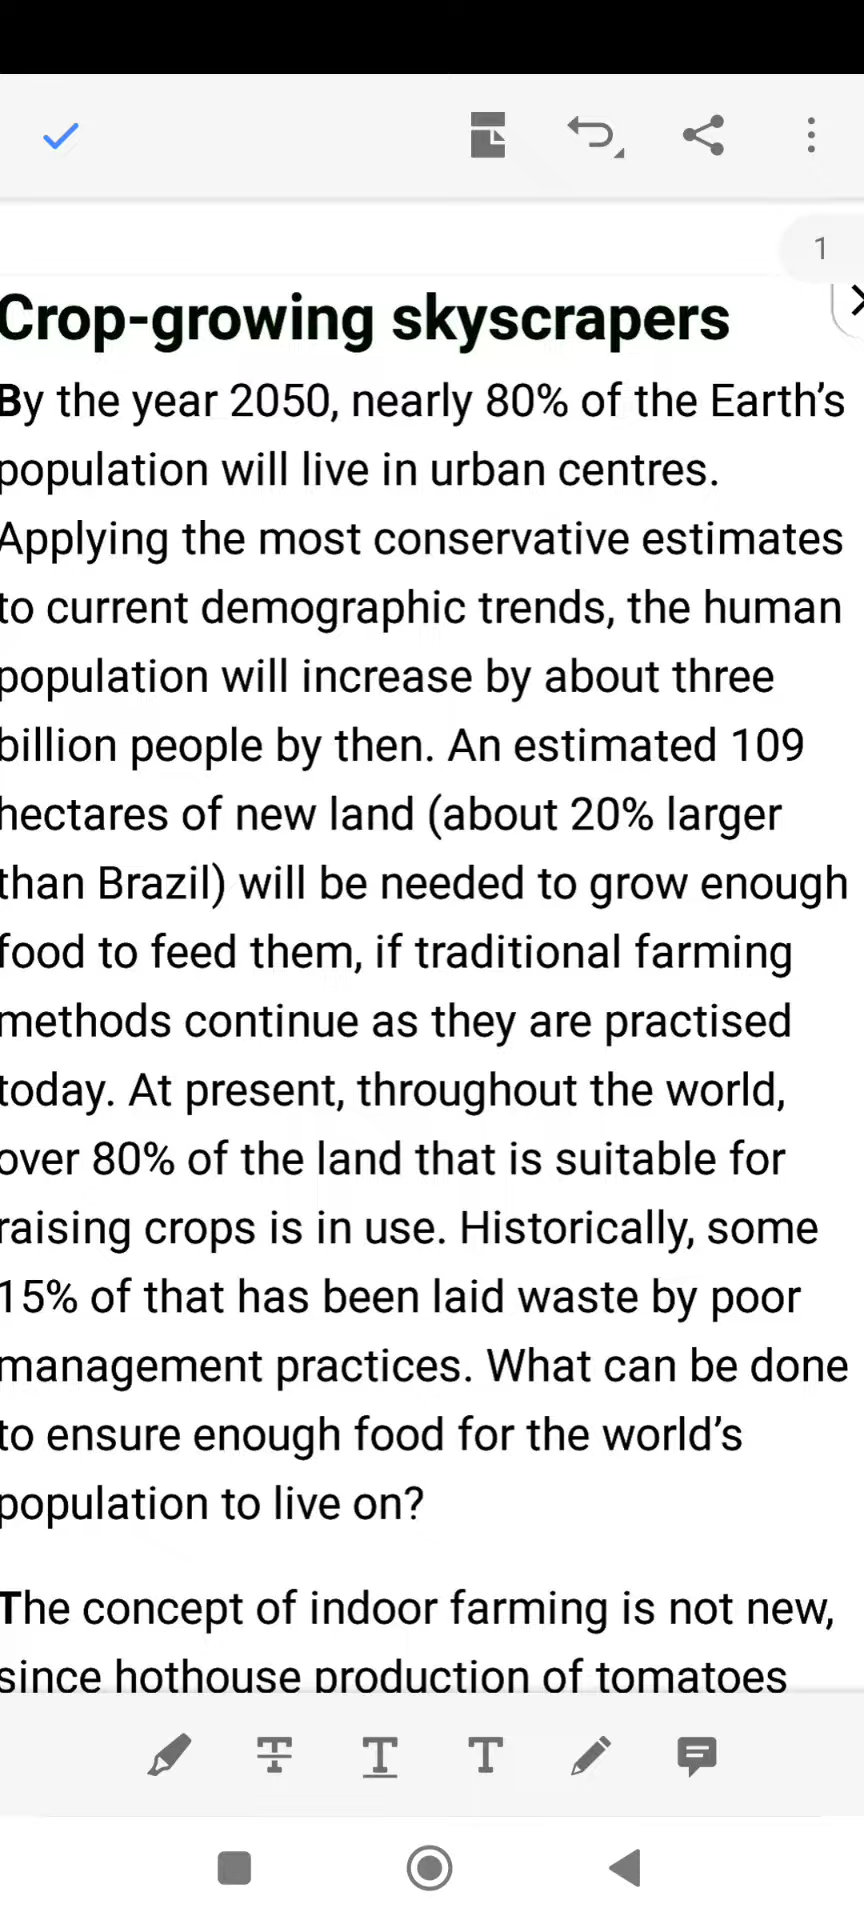 1
Crop-growing skyscrapers
By the year 2050, nearly 80% of the Earth’s
population will live in urban centres.
Applying the most conservative estimates
to current demographic trends, the human
population will increase by about three
billion people by then. An estimated 109
hectares of new land (about 20% larger
than Brazil) will be needed to grow enough
food to feed them, if traditional farming
methods continue as they are practised
today. At present, throughout the world,
over 80% of the land that is suitable for
raising crops is in use. Historically, some
15% of that has been laid waste by poor
management practices. What can be done
to ensure enough food for the world’s
population to live on?
The concept of indoor farming is not new,
since hothouse production of tomatoes